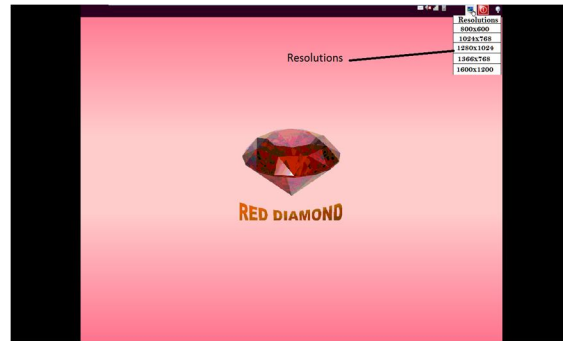 Resolutions
800x600
1024x768
1280x1024
1366x768
1600x1200
Resolutions
RED DIAMOND